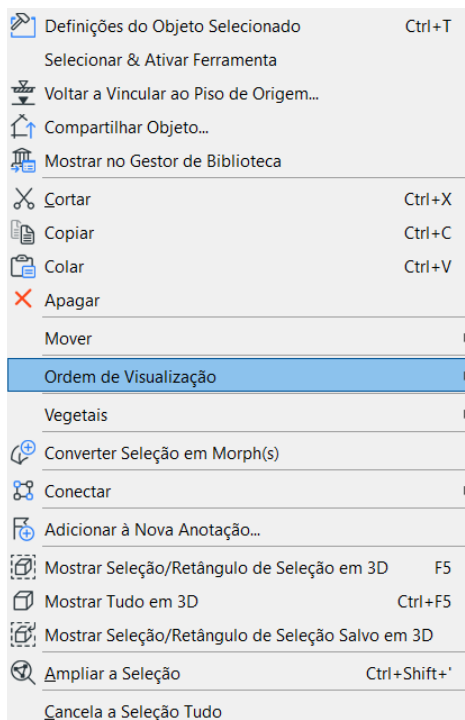 Definições do Objeto Selecionado Ctrl+T
Selecionar & Ativar Ferramenta
Voltar a Vincular ao Piso de Origem...
Compartilhar Objeto...
Mostrar no Gestor de Biblioteca
Cortar Ctrl+X
Copiar Ctrl+C
Colar Ctrl+V
Apagar
Mover
Ordem de Visualização
Vegetais
Converter Seleção em Morph(s)
Conectar
Adicionar à Nova Anotação...
Mostrar Seleção/Retângulo de Seleção em 3D F5
Mostrar Tudo em 3D Ctrl+F5
Mostrar Seleção/Retângulo de Seleção Salvo em 3D
Ampliar a Seleção Ctrl+Shift+'
Cancela a Seleção Tudo